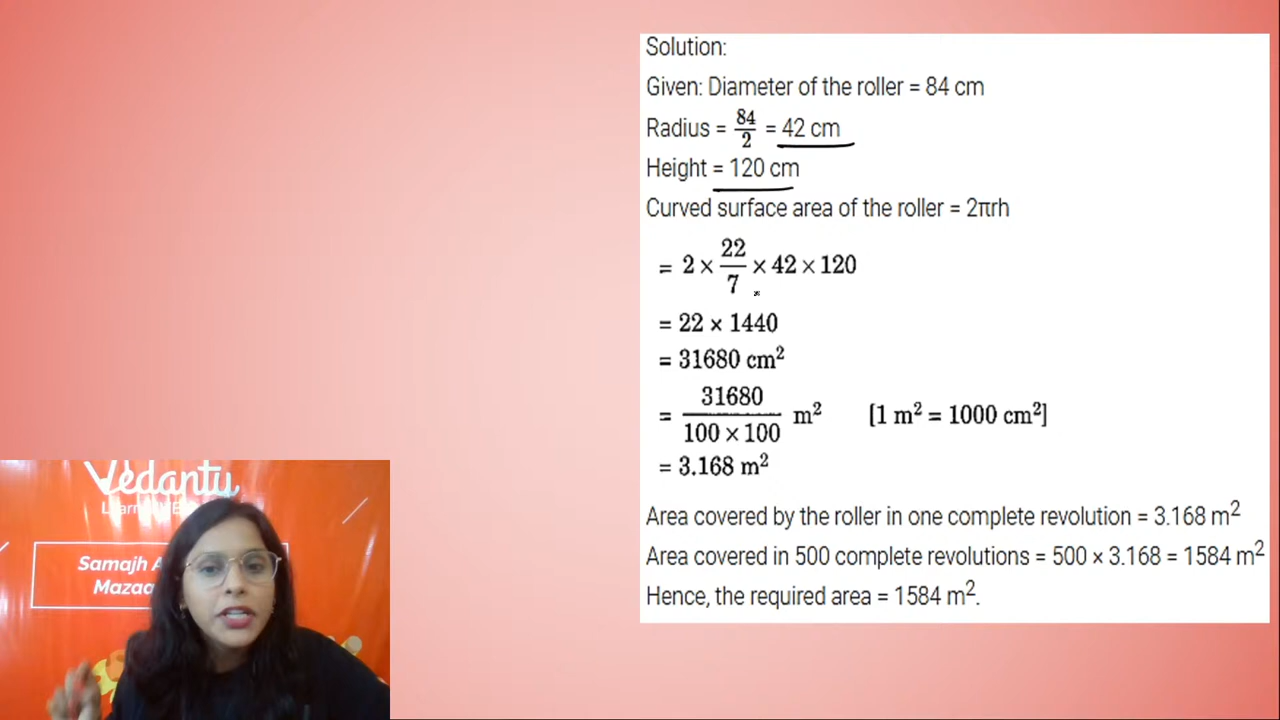 Solution:
Given: Diameter of the roller = 84 cm
Radius = 84/2 = 42 cm
Height = 120 cm
Curved surface area of the roller = 2πrh
= 2 × 22/7 × 42 × 120
= 22 × 1440
= 31680 cm²
= 31680/(100 × 100) m² [1 m² = 1000 cm²]
= 3.168 m²
Area covered by the roller in one complete revolution = 3.168 m²
Area covered in 500 complete revolutions = 500 × 3.168 = 1584 m²
Hence, the required area = 1584 m².
Vedantu
Samajh